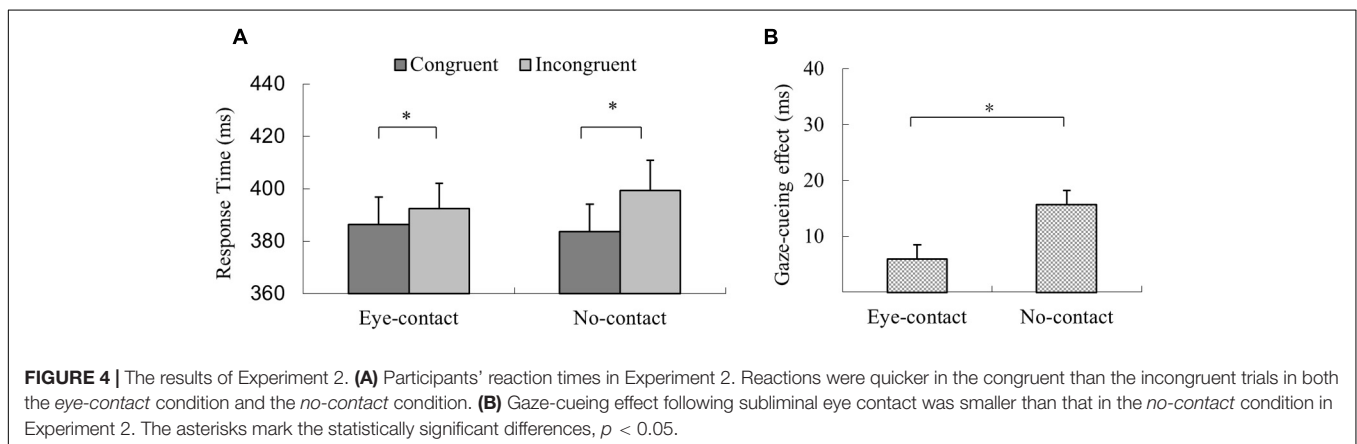 A
Congruent Incongruent
Response Time (ms)
440
420
400
380
360
*
*
Eye-contact No-contact
B
Gaze-cueing effect (ms)
40
30
20
10
*
Eye-contact No-contact
FIGURE 4 | The results of Experiment 2. (A) Participants’ reaction times in Experiment 2. Reactions were quicker in the congruent than the incongruent trials in both
the eye-contact condition and the no-contact condition. (B) Gaze-cueing effect following subliminal eye contact was smaller than that in the no-contact condition in
Experiment 2. The asterisks mark the statistically significant differences, p < 0.05.